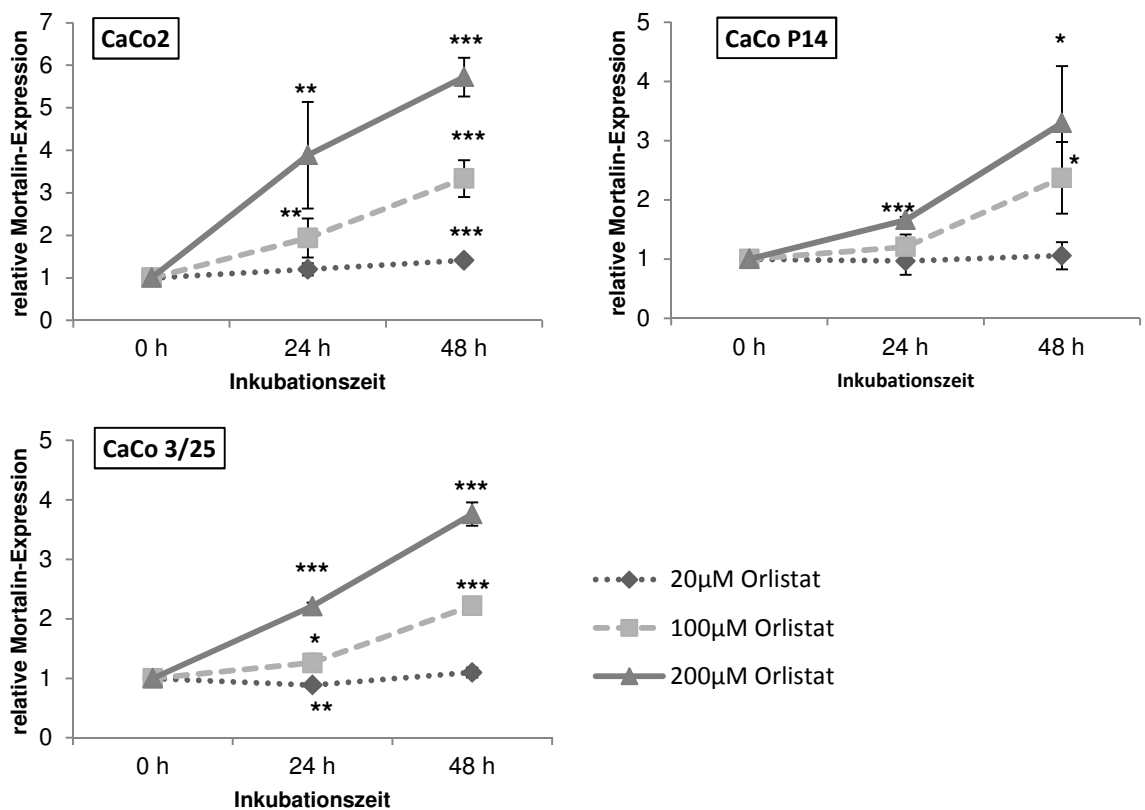 CaCo2
relative Mortalin-Expression
7
6
5
4
3
2
1
0
**
***
**
***
***
0 h
24 h
48 h
Inkubationszeit
CaCo P14
relative Mortalin-Expression
5
4
3
2
1
0
***
*
*
0 h
24 h
48 h
Inkubationszeit
CaCo 3/25
relative Mortalin-Expression
5
4
3
2
1
0
***
*
**
***
***
0 h
24 h
48 h
Inkubationszeit
20µM Orlistat
100µM Orlistat
200µM Orlistat